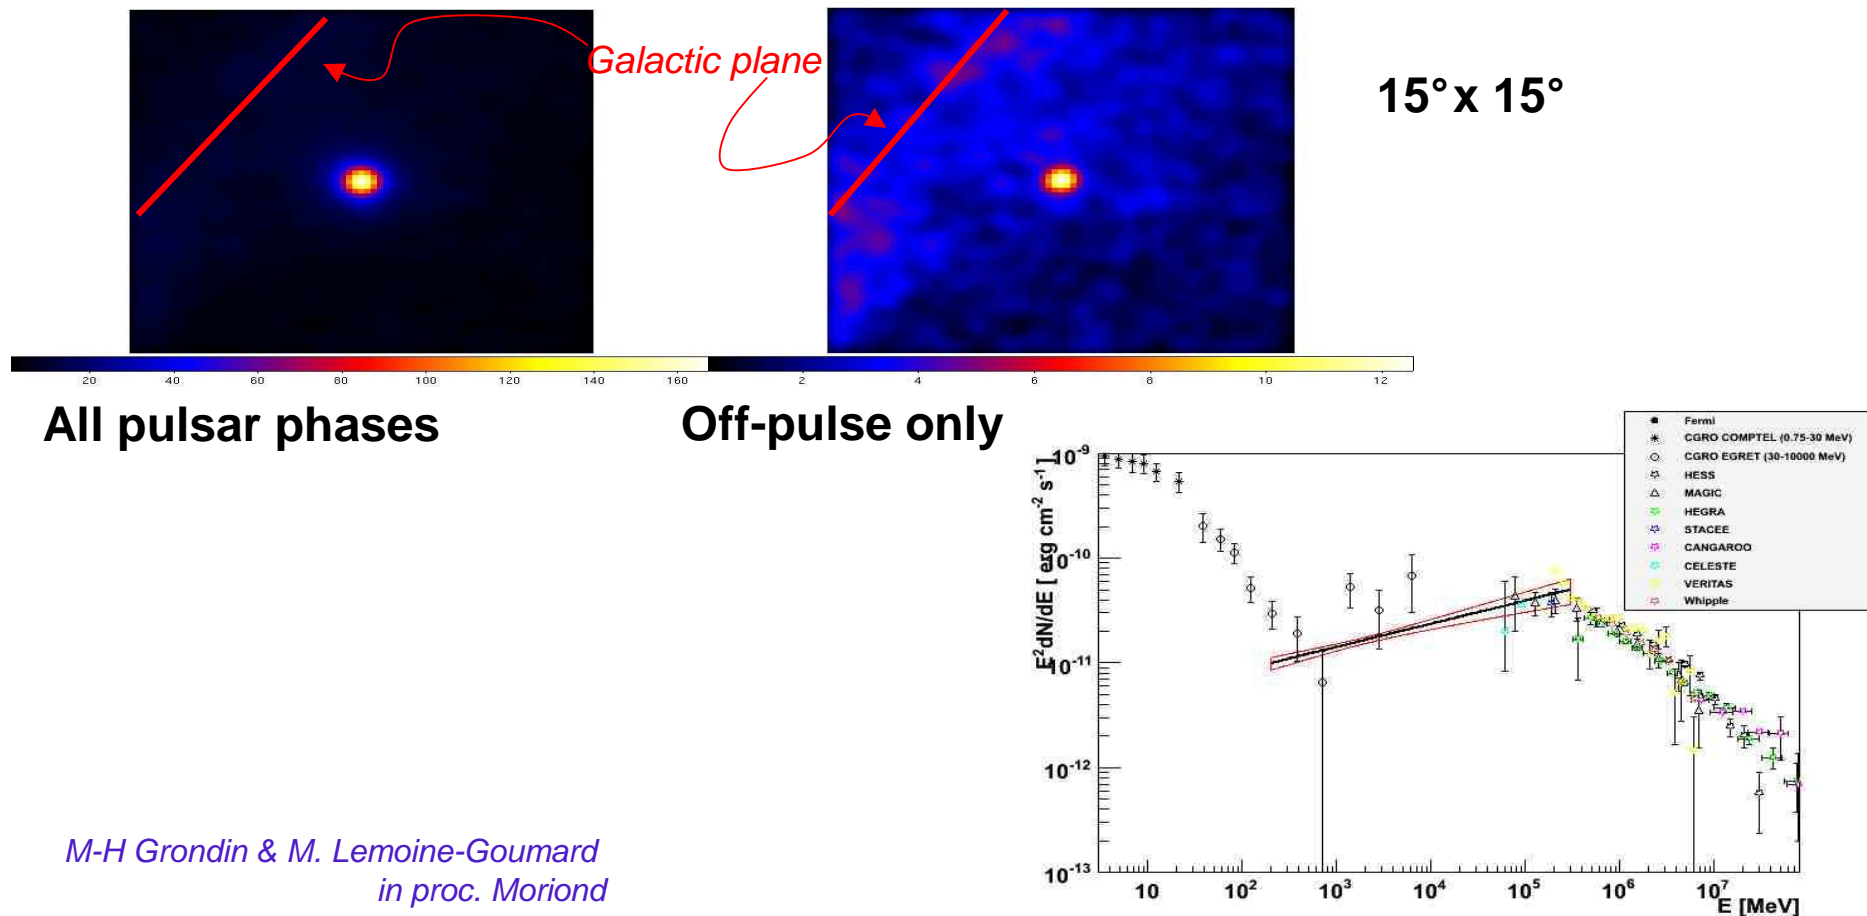 Galactic plane
15° x 15°
20 40 60 80 100 120 140 160
2 4 6 8 10 12
All pulsar phases
Off-pulse only
Fermi
CGRO COMPTEL (0.75-30 MeV)
CGRO EGRET (30-10000 MeV)
HESS
MAGIC
HEGRA
STACEE
CANGAROO
CELESTE
VERITAS
Whipple
E²dN/dE [ erg cm⁻² s⁻¹ ]
10⁻⁹
10⁻¹⁰
10⁻¹¹
10⁻¹²
10⁻¹³
10 10² 10³ 10⁴ 10⁵ 10⁶ 10⁷
E [MeV]
M-H Grondin & M. Lemoine-Goumard
in proc. Moriond